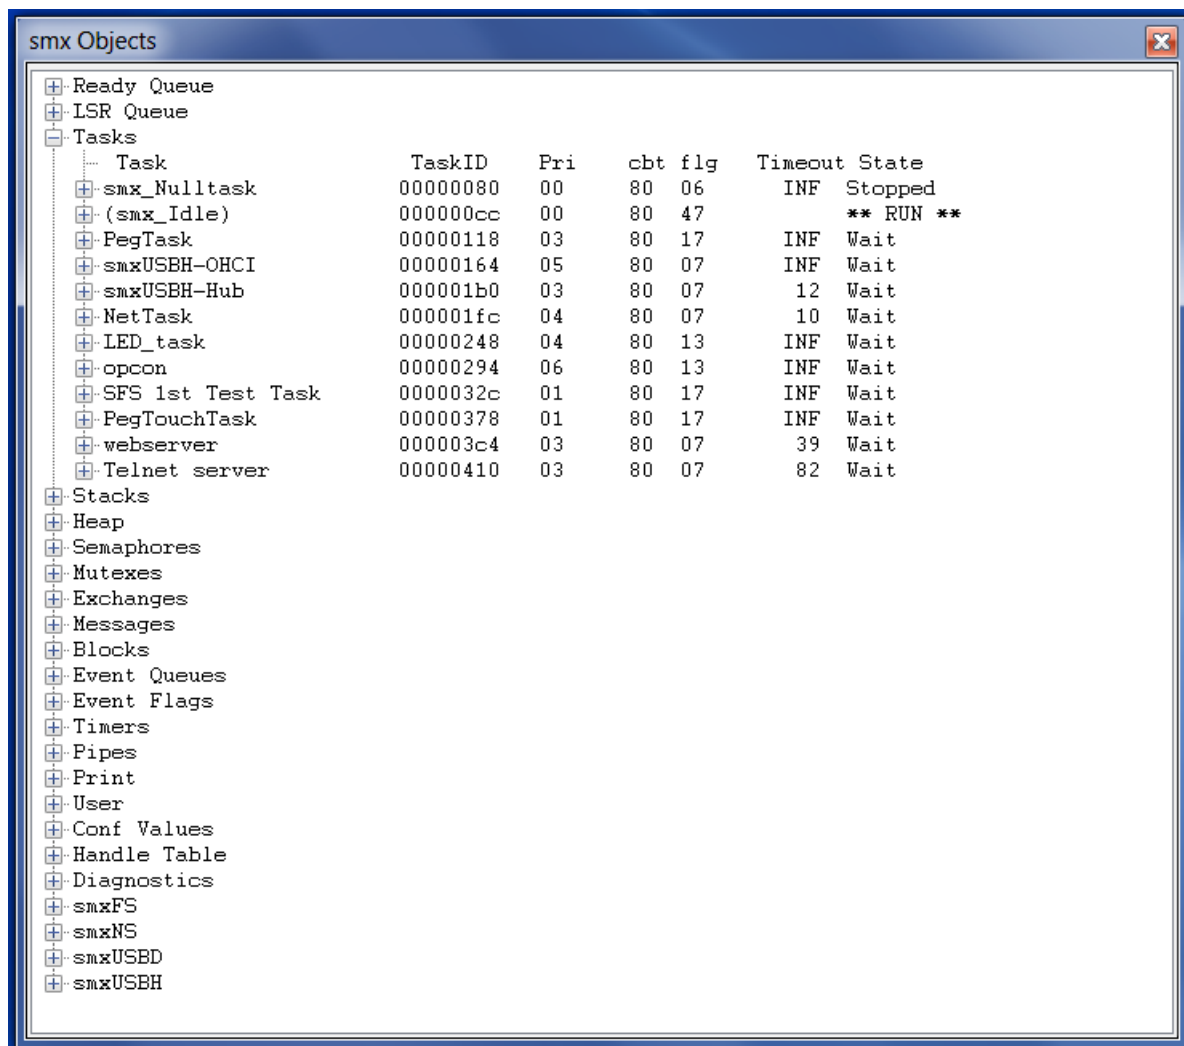 smx Objects
Ready Queue
LSR Queue
Tasks
Task TaskID Pri cbt flg Timeout State
smx_Nulltask 00000080 00 80 06 INF Stopped
(smx_Idle) 000000cc 00 80 47 ** RUN **
PegTask 00000118 03 80 17 INF Wait
smxUSBH-OHCI 00000164 05 80 07 INF Wait
smxUSBH-Hub 000001b0 03 80 07 12 Wait
NetTask 000001fc 04 80 07 10 Wait
LED_task 00000248 04 80 13 INF Wait
opcon 00000294 06 80 13 INF Wait
SFS 1st Test Task 0000032c 01 80 17 INF Wait
PegTouchTask 00000378 01 80 17 INF Wait
webserver 000003c4 03 80 07 39 Wait
Telnet server 00000410 03 80 07 82 Wait
Stacks
Heap
Semaphores
Mutexes
Exchanges
Messages
Blocks
Event Queues
Event Flags
Timers
Pipes
Print
User
Conf Values
Handle Table
Diagnostics
smxFS
smxNS
smxUSBD
smxUSBH